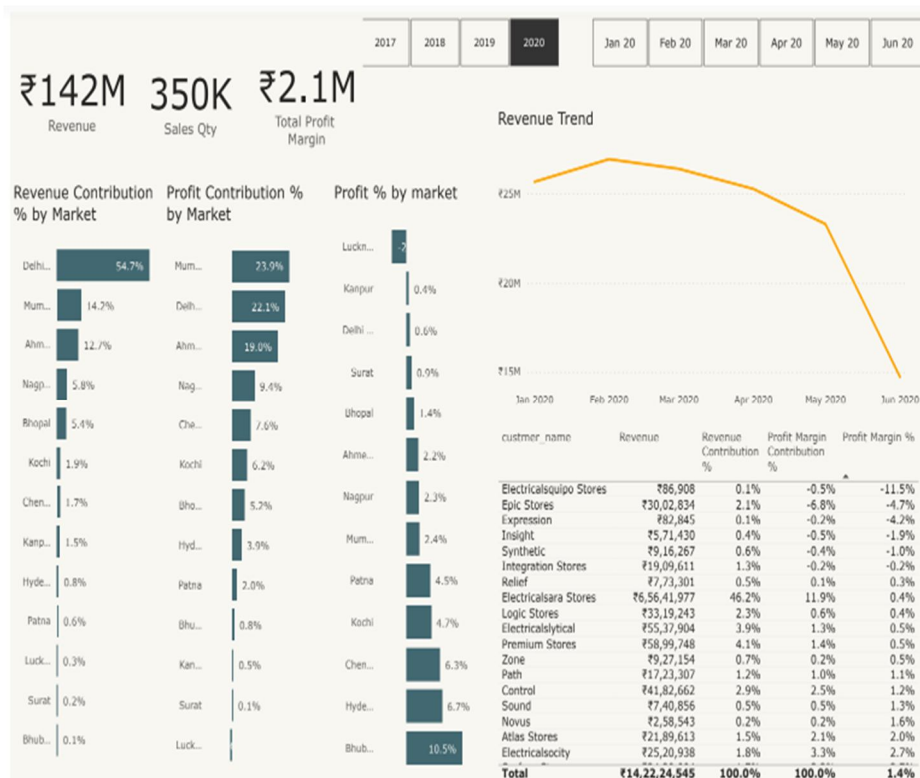 2017 2018 2019 2020 Jan 20 Feb 20 Mar 20 Apr 20 May 20 Jun 20
₹142M 350K ₹2.1M
Revenue Sales Qty Total Profit
Margin
Revenue Contribution
% by Market
Delhi... 54.7%
Mum... 14.2%
Ahm... 12.7%
Nagp... 5.8%
Bhopal 5.4%
Kochi 1.9%
Chen... 1.7%
Kanp... 1.5%
Hyde... 0.8%
Patna 0.6%
Luck... 0.3%
Surat 0.2%
Bhub... 0.1%
Profit Contribution %
by Market
Mum... 23.9%
Delh... 22.1%
Ahm... 19.0%
Nag... 9.4%
Che... 7.6%
Kochi 6.2%
Bho... 5.2%
Hyd... 3.9%
Patna 2.0%
Bhu... 0.8%
Kan... 0.5%
Surat 0.1%
Luck...
Profit % by market
Luckn...
Kanpur 0.4%
Delhi ... 0.6%
Surat 0.9%
Bhopal 1.4%
Ahme... 2.2%
Nagpur 2.3%
Mum... 2.4%
Patna 4.5%
Kochi 4.7%
Chen... 6.3%
Hyde... 6.7%
Bhub... 10.5%
Revenue Trend
₹25M
₹20M
₹15M
Jan 2020 Feb 2020 Mar 2020 Apr 2020 May 2020 Jun 2020
custmer_name Revenue Revenue Profit Margin Profit Margin %
Contribution Contribution
% %
Electricalsquipo Stores ₹86,908 0.1% -0.5% -11.5%
Epic Stores ₹30,02,834 2.1% -6.8% -4.7%
Expression ₹82,845 0.1% -0.2% -4.2%
Insight ₹5,71,430 0.4% -0.5% -1.9%
Synthetic ₹9,16,267 0.6% -0.4% -1.0%
Integration Stores ₹19,09,611 1.3% -0.2% -0.2%
Relief ₹7,73,301 0.5% 0.1% 0.3%
Electricalsara Stores ₹6,56,41,977 46.2% 11.9% 0.4%
Logic Stores ₹33,19,243 2.3% 0.6% 0.4%
Electricalslytical ₹55,37,904 3.9% 1.3% 0.5%
Premium Stores ₹58,99,748 4.1% 1.4% 0.5%
Zone ₹9,27,154 0.7% 0.2% 0.5%
Path ₹17,23,307 1.2% 1.0% 1.1%
Control ₹41,82,662 2.9% 2.5% 1.2%
Sound ₹7,40,856 0.5% 0.5% 1.3%
Novus ₹2,58,543 0.2% 0.2% 1.6%
Atlas Stores ₹21,89,613 1.5% 2.1% 2.0%
Electricalsocity ₹25,20,938 1.8% 3.3% 2.7%
Total ₹14,22,24,545 100.0% 100.0% 1.4%